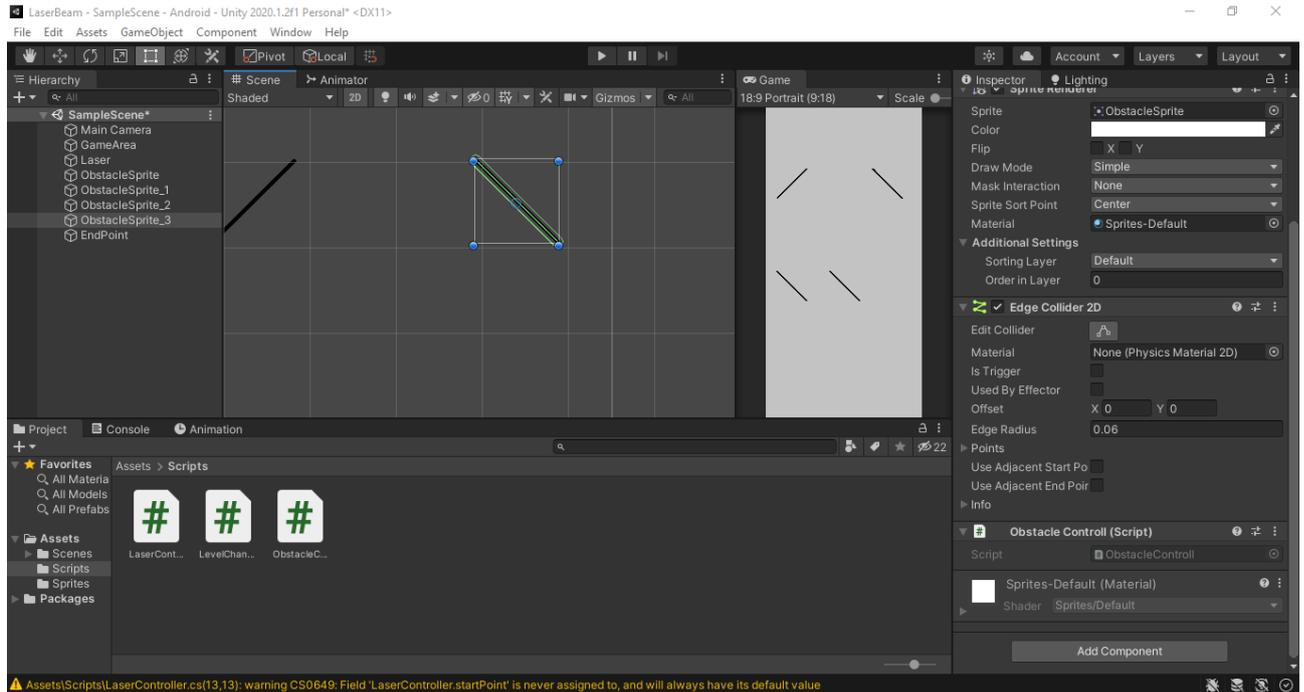 LaserBeam - SampleScene - Android - Unity 2020.1.2f1 Personal* <DX11>
File Edit Assets GameObject Component Window Help
Pivot Local Account Layers Layout
Hierarchy
All
SampleScene*
Main Camera
GameArea
Laser
ObstacleSprite
ObstacleSprite_1
ObstacleSprite_2
ObstacleSprite_3
EndPoint
Scene Animator
Shaded 2D 0 Gizmos All
Game
18:9 Portrait (9:18) Scale
Inspector Lighting
Sprite Renderer
Sprite ObstacleSprite
Color
Flip X Y
Draw Mode Simple
Mask Interaction None
Sprite Sort Point Center
Material Sprites-Default
Additional Settings
Sorting Layer Default
Order in Layer 0
Edge Collider 2D
Edit Collider
Material None (Physics Material 2D)
Is Trigger
Used By Effector
Offset X 0 Y 0
Edge Radius 0.06
Points
Use Adjacent Start Po
Use Adjacent End Poir
Info
Obstacle Controll (Script)
Script ObstacleControll
Sprites-Default (Material)
Shader Sprites/Default
Add Component
Project Console Animation
22
Favorites
All Materia
All Models
All Prefabs
Assets
Scenes
Scripts
Sprites
Packages
Assets > Scripts
LaserCont... LevelChan... ObstacleC...
Assets\Scripts\LaserController.cs(13,13): warning CS0649: Field 'LaserController.startPoint' is never assigned to, and will always have its default value